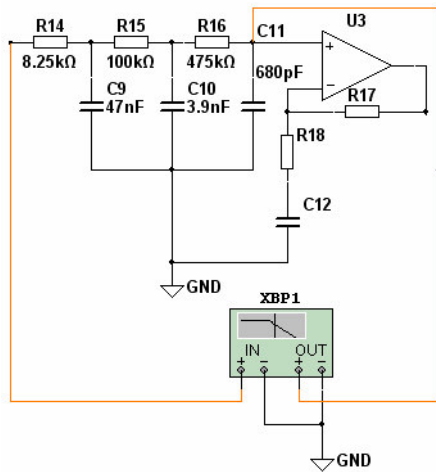 U3
R14 R15 R16 C11
8.25kΩ 100kΩ 475kΩ
+
−
C9 C10 680pF
47nF 3.9nF
R17
R18
C12
GND
XBP1
IN OUT
+ − + −
GND